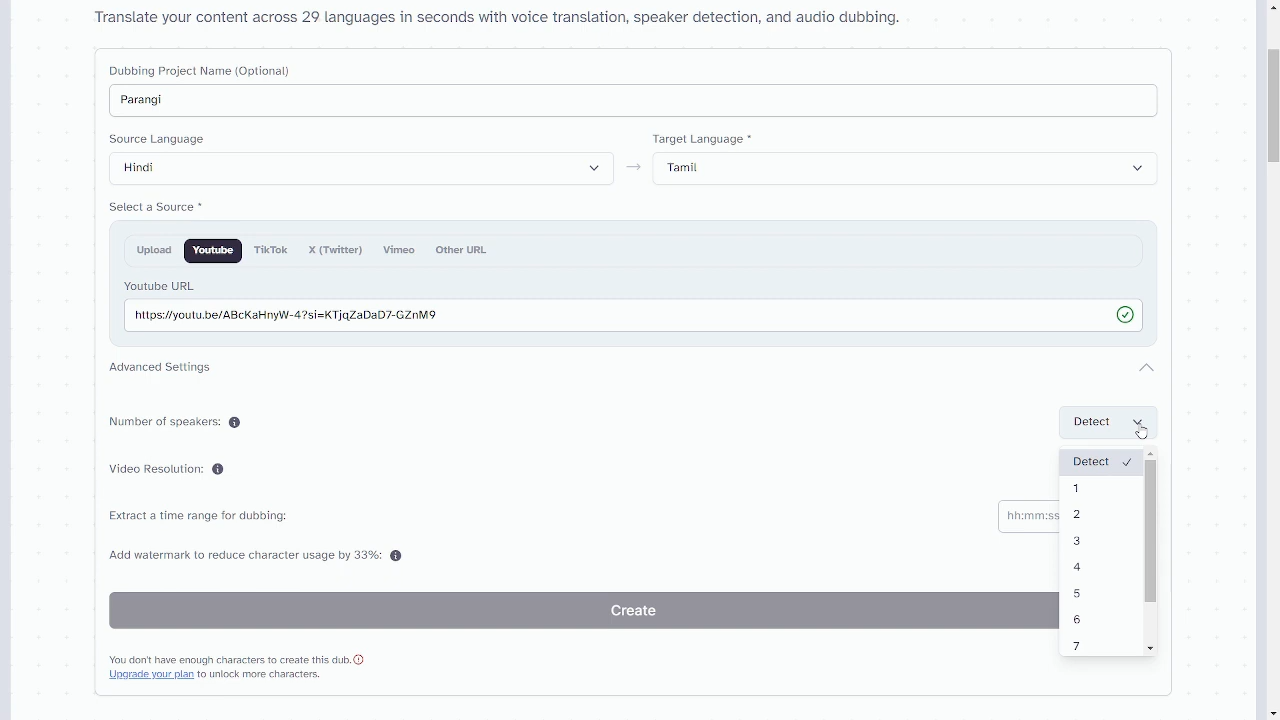 Translate your content across 29 languages in seconds with voice translation, speaker detection, and audio dubbing.
Dubbing Project Name (Optional)
Parangi
Source Language
Target Language *
Hindi
Tamil
Select a Source *
Upload Youtube TikTok X (Twitter) Vimeo Other URL
Youtube URL
https://youtu.be/ABcKaHnyW-4?si=KTjqZaDaD7-GZnM9
Advanced Settings
Number of speakers:
Detect
Detect
1
2
3
4
5
6
7
Video Resolution:
Extract a time range for dubbing:
hh:mm:ss
Add watermark to reduce character usage by 33%:
Create
You don't have enough characters to create this dub.
Upgrade your plan to unlock more characters.